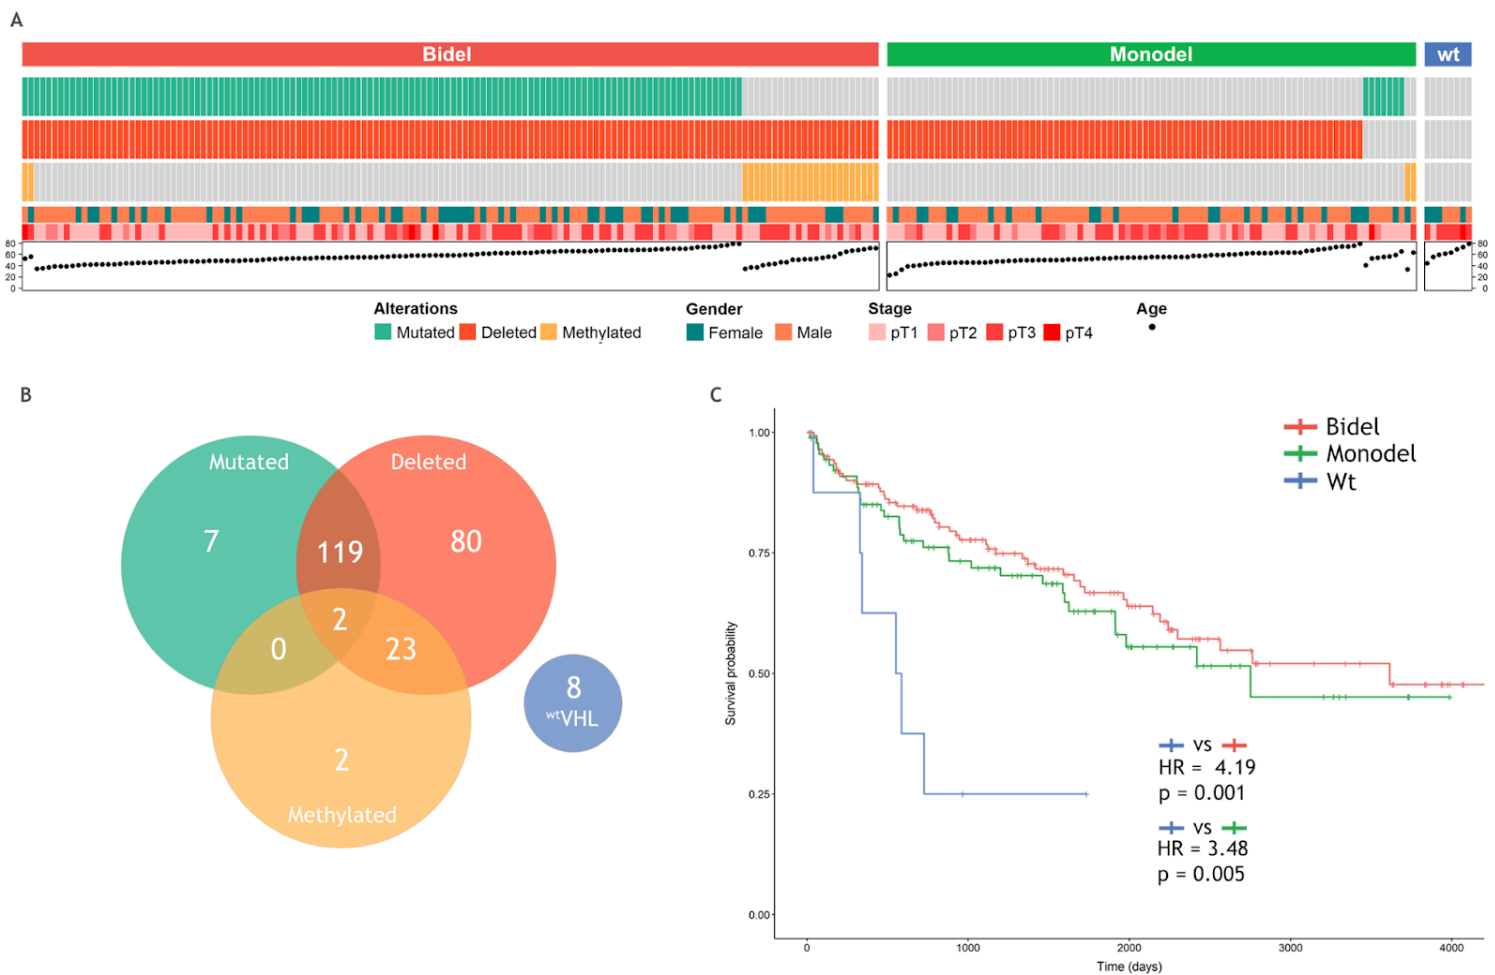 A
Bidel
Monodel
wt
80
60
40
20
0
80
60
40
20
0
Alterations
Mutated
Deleted
Methylated
Gender
Female
Male
Stage
pT1
pT2
pT3
pT4
Age
B
Mutated
Deleted
7
119
80
2
0
23
2
Methylated
8
wtVHL
C
1.00
0.75
0.50
0.25
0.00
Survival probability
0
1000
2000
3000
4000
Time (days)
Bidel
Monodel
Wt
vs
HR = 4.19
p = 0.001
vs
HR = 3.48
p = 0.005